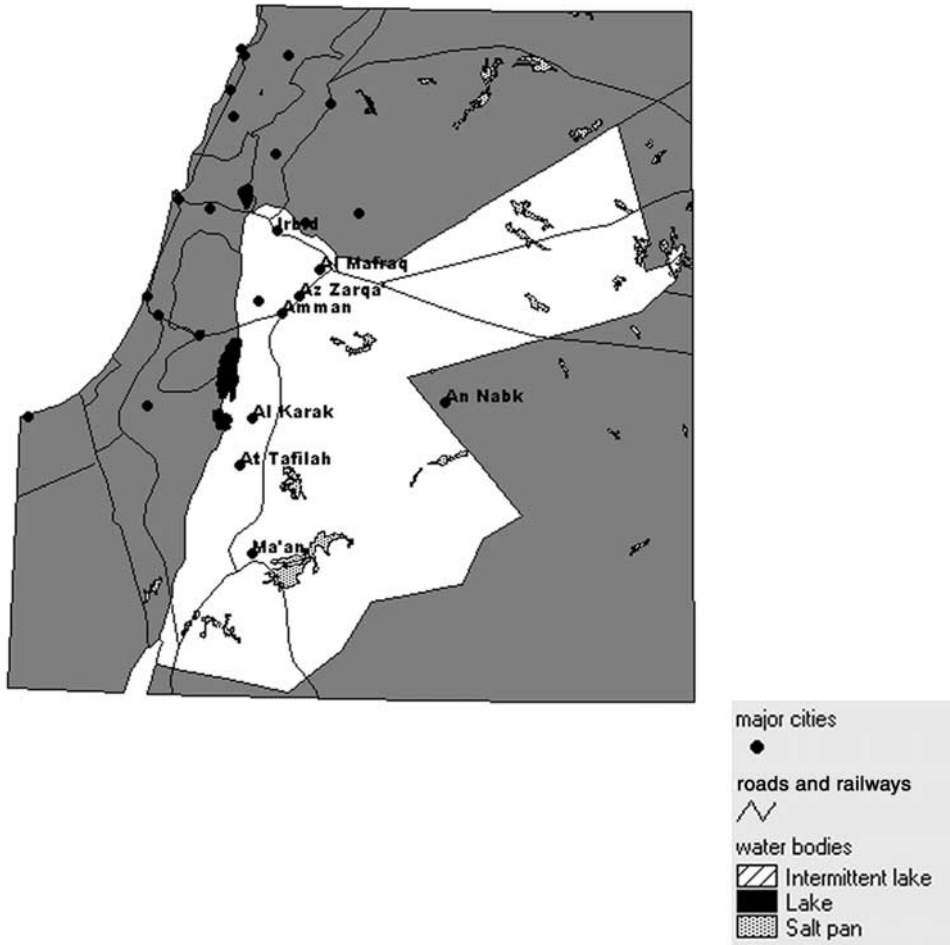 Irbid
Al Mafraq
Az Zarqa
Amman
An Nabk
Al Karak
At Tafilah
Ma'an
major cities
roads and railways
water bodies
Intermittent lake
Lake
Salt pan